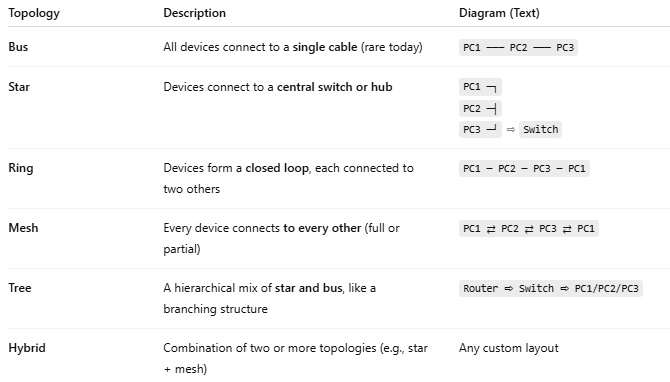 Topology Description Diagram (Text)
Bus All devices connect to a single cable (rare today) PC1 ── PC2 ── PC3
Star Devices connect to a central switch or hub PC1 ─┐
PC2 ─┤
PC3 ─┘ ⇨ Switch
Ring Devices form a closed loop, each connected to PC1 – PC2 – PC3 – PC1
two others
Mesh Every device connects to every other (full or PC1 ⇄ PC2 ⇄ PC3 ⇄ PC1
partial)
Tree A hierarchical mix of star and bus, like a Router ⇨ Switch ⇨ PC1/PC2/PC3
branching structure
Hybrid Combination of two or more topologies (e.g., star Any custom layout
+ mesh)